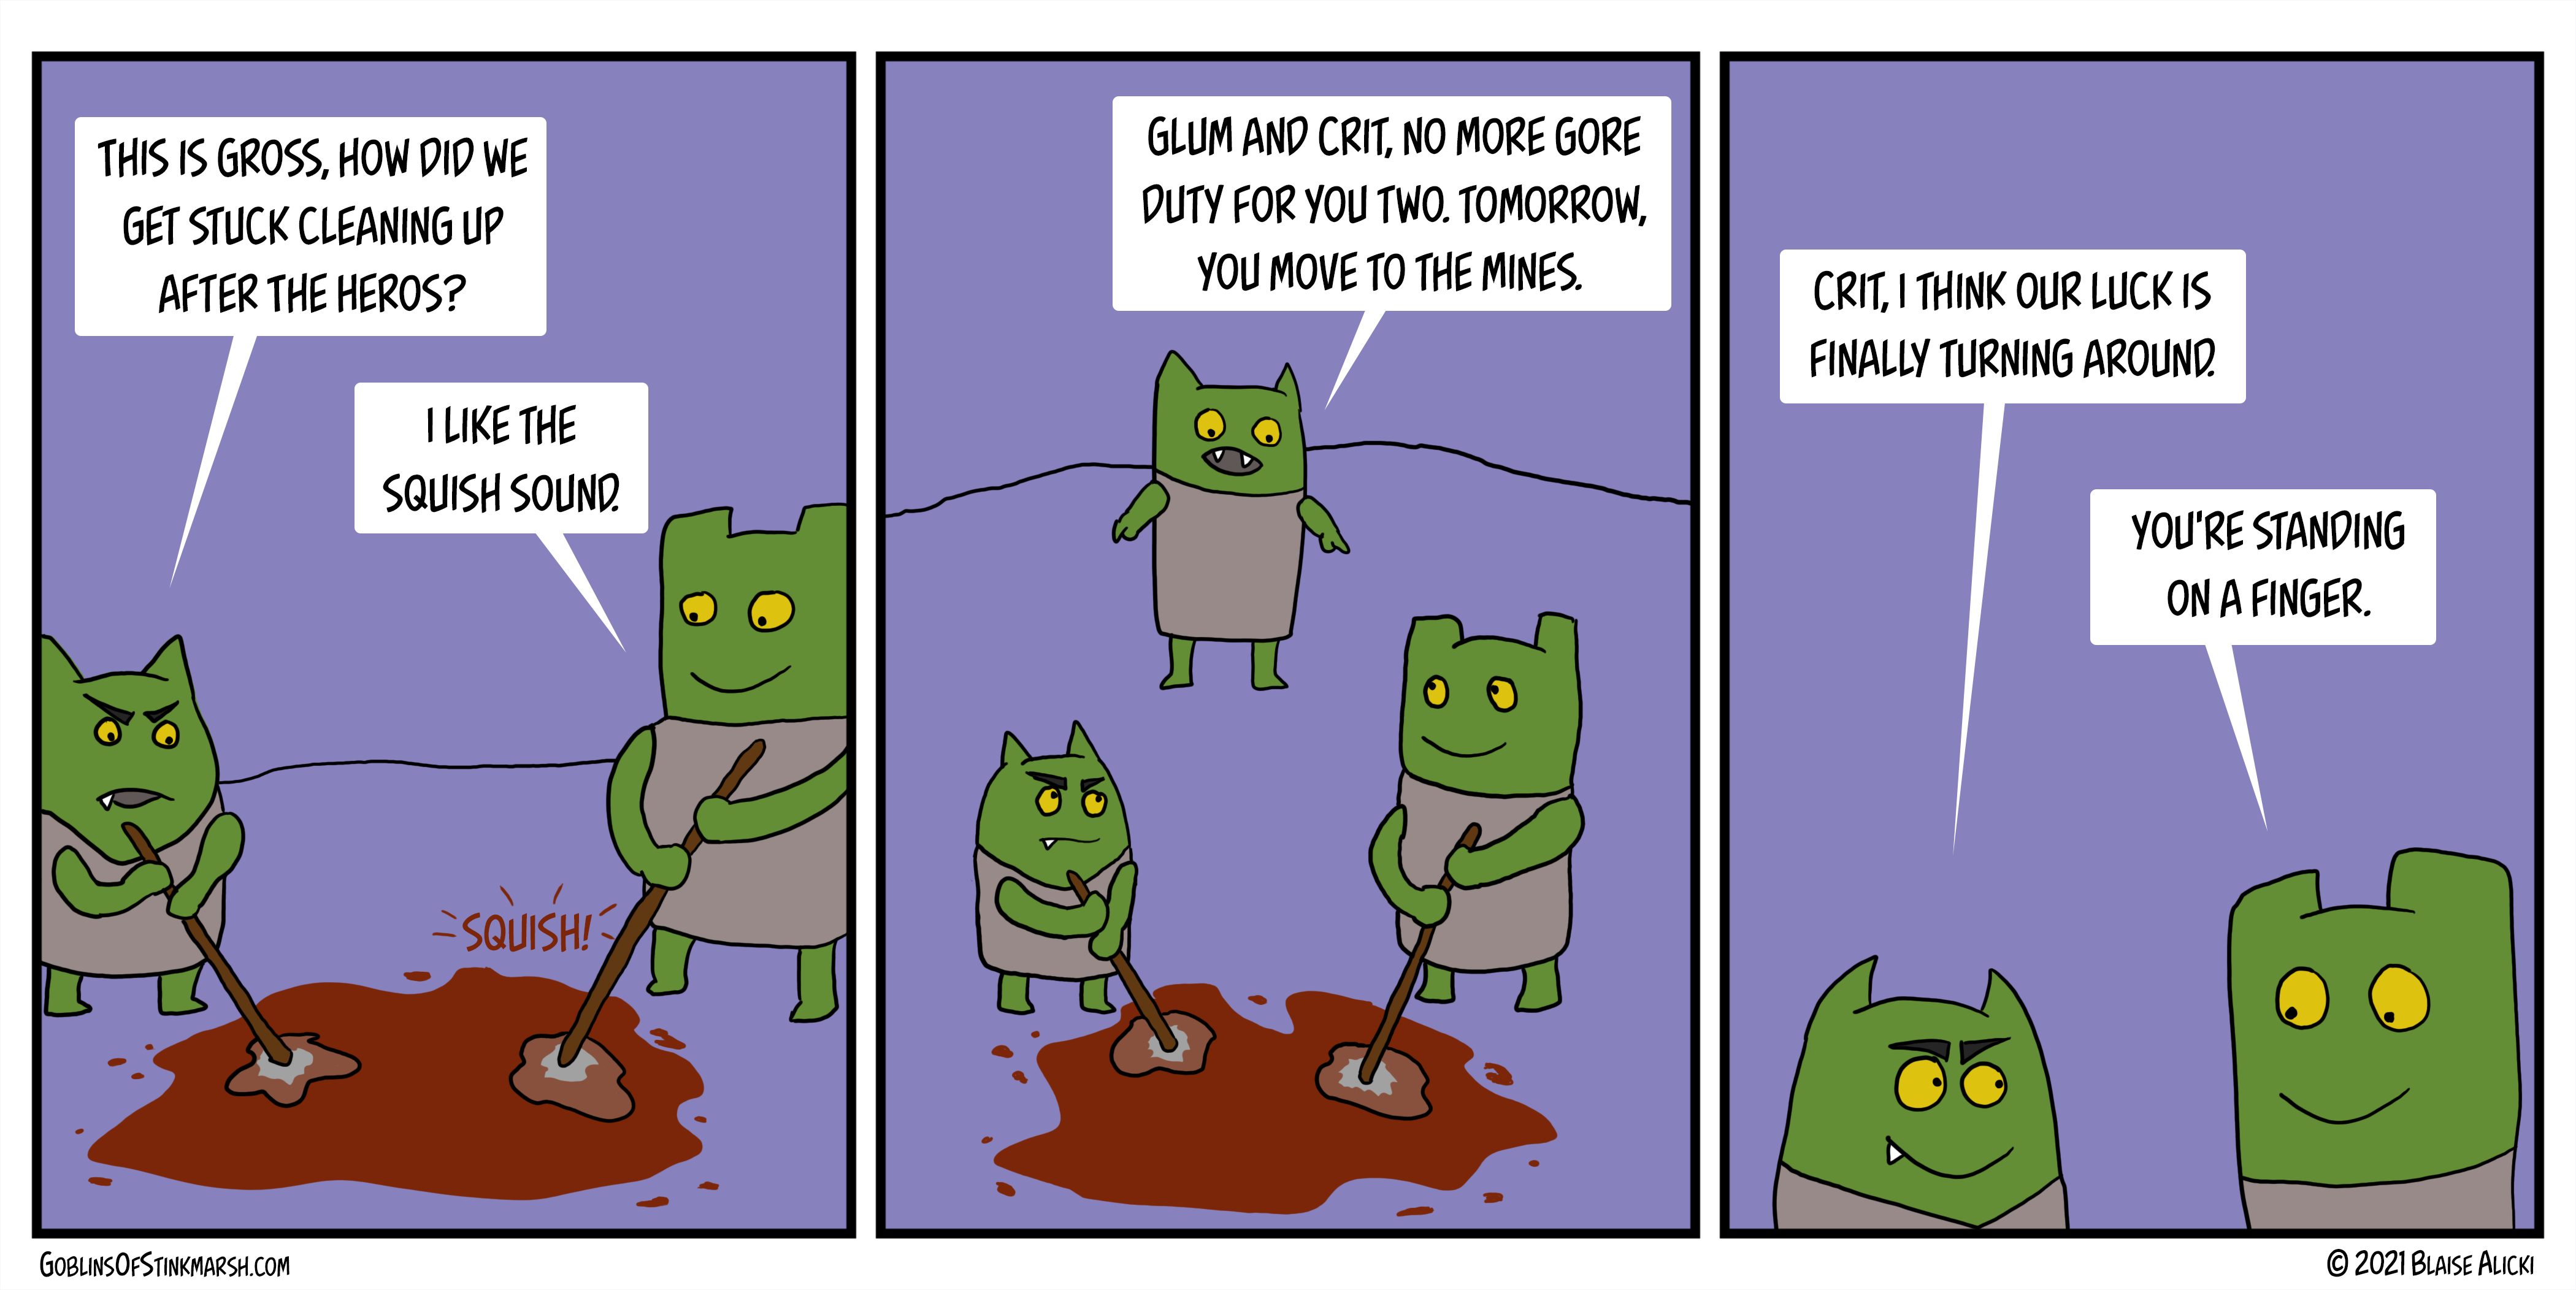 THIS IS GROSS, HOW DID WE
GET STUCK CLEANING UP
AFTER THE HEROS?
I LIKE THE
SQUISH SOUND.
SQUISH!
GLUM AND CRIT, NO MORE GORE
DUTY FOR YOU TWO. TOMORROW,
YOU MOVE TO THE MINES.
CRIT, I THINK OUR LUCK IS
FINALLY TURNING AROUND.
YOU'RE STANDING
ON A FINGER.
GOBLINSOFSTINKMARSH.COM
© 2021 BLAISE ALICKI